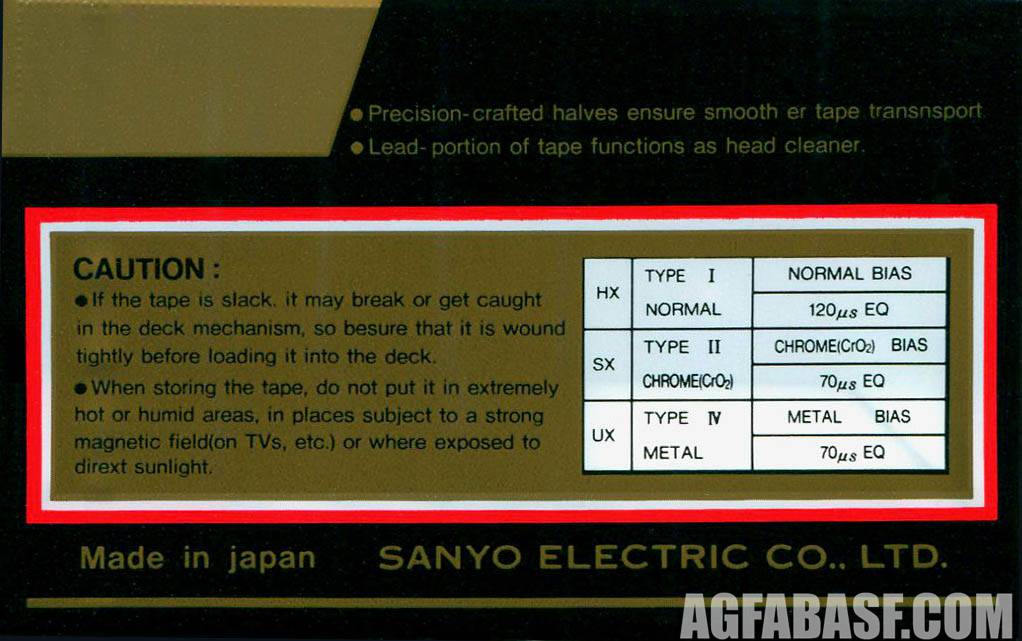 ●Precision-crafted halves ensure smooth er tape transnsport
●Lead-portion of tape functions as head cleaner.
CAUTION :
●If the tape is slack. it may break or get caught
in the deck mechanism, so besure that it is wound
tightly before loading it into the deck.
●When storing the tape, do not put it in extremely
hot or humid areas, in places subject to a strong
magnetic field(on TVs, etc.) or where exposed to
dirext sunlight.
HX
TYPE I
NORMAL
NORMAL BIAS
120μs EQ
SX
TYPE II
CHROME(CrO₂)
CHROME(CrO₂) BIAS
70μs EQ
UX
TYPE IV
METAL
METAL BIAS
70μs EQ
Made in japan SANYO ELECTRIC CO., LTD.
AGFABASF.COM